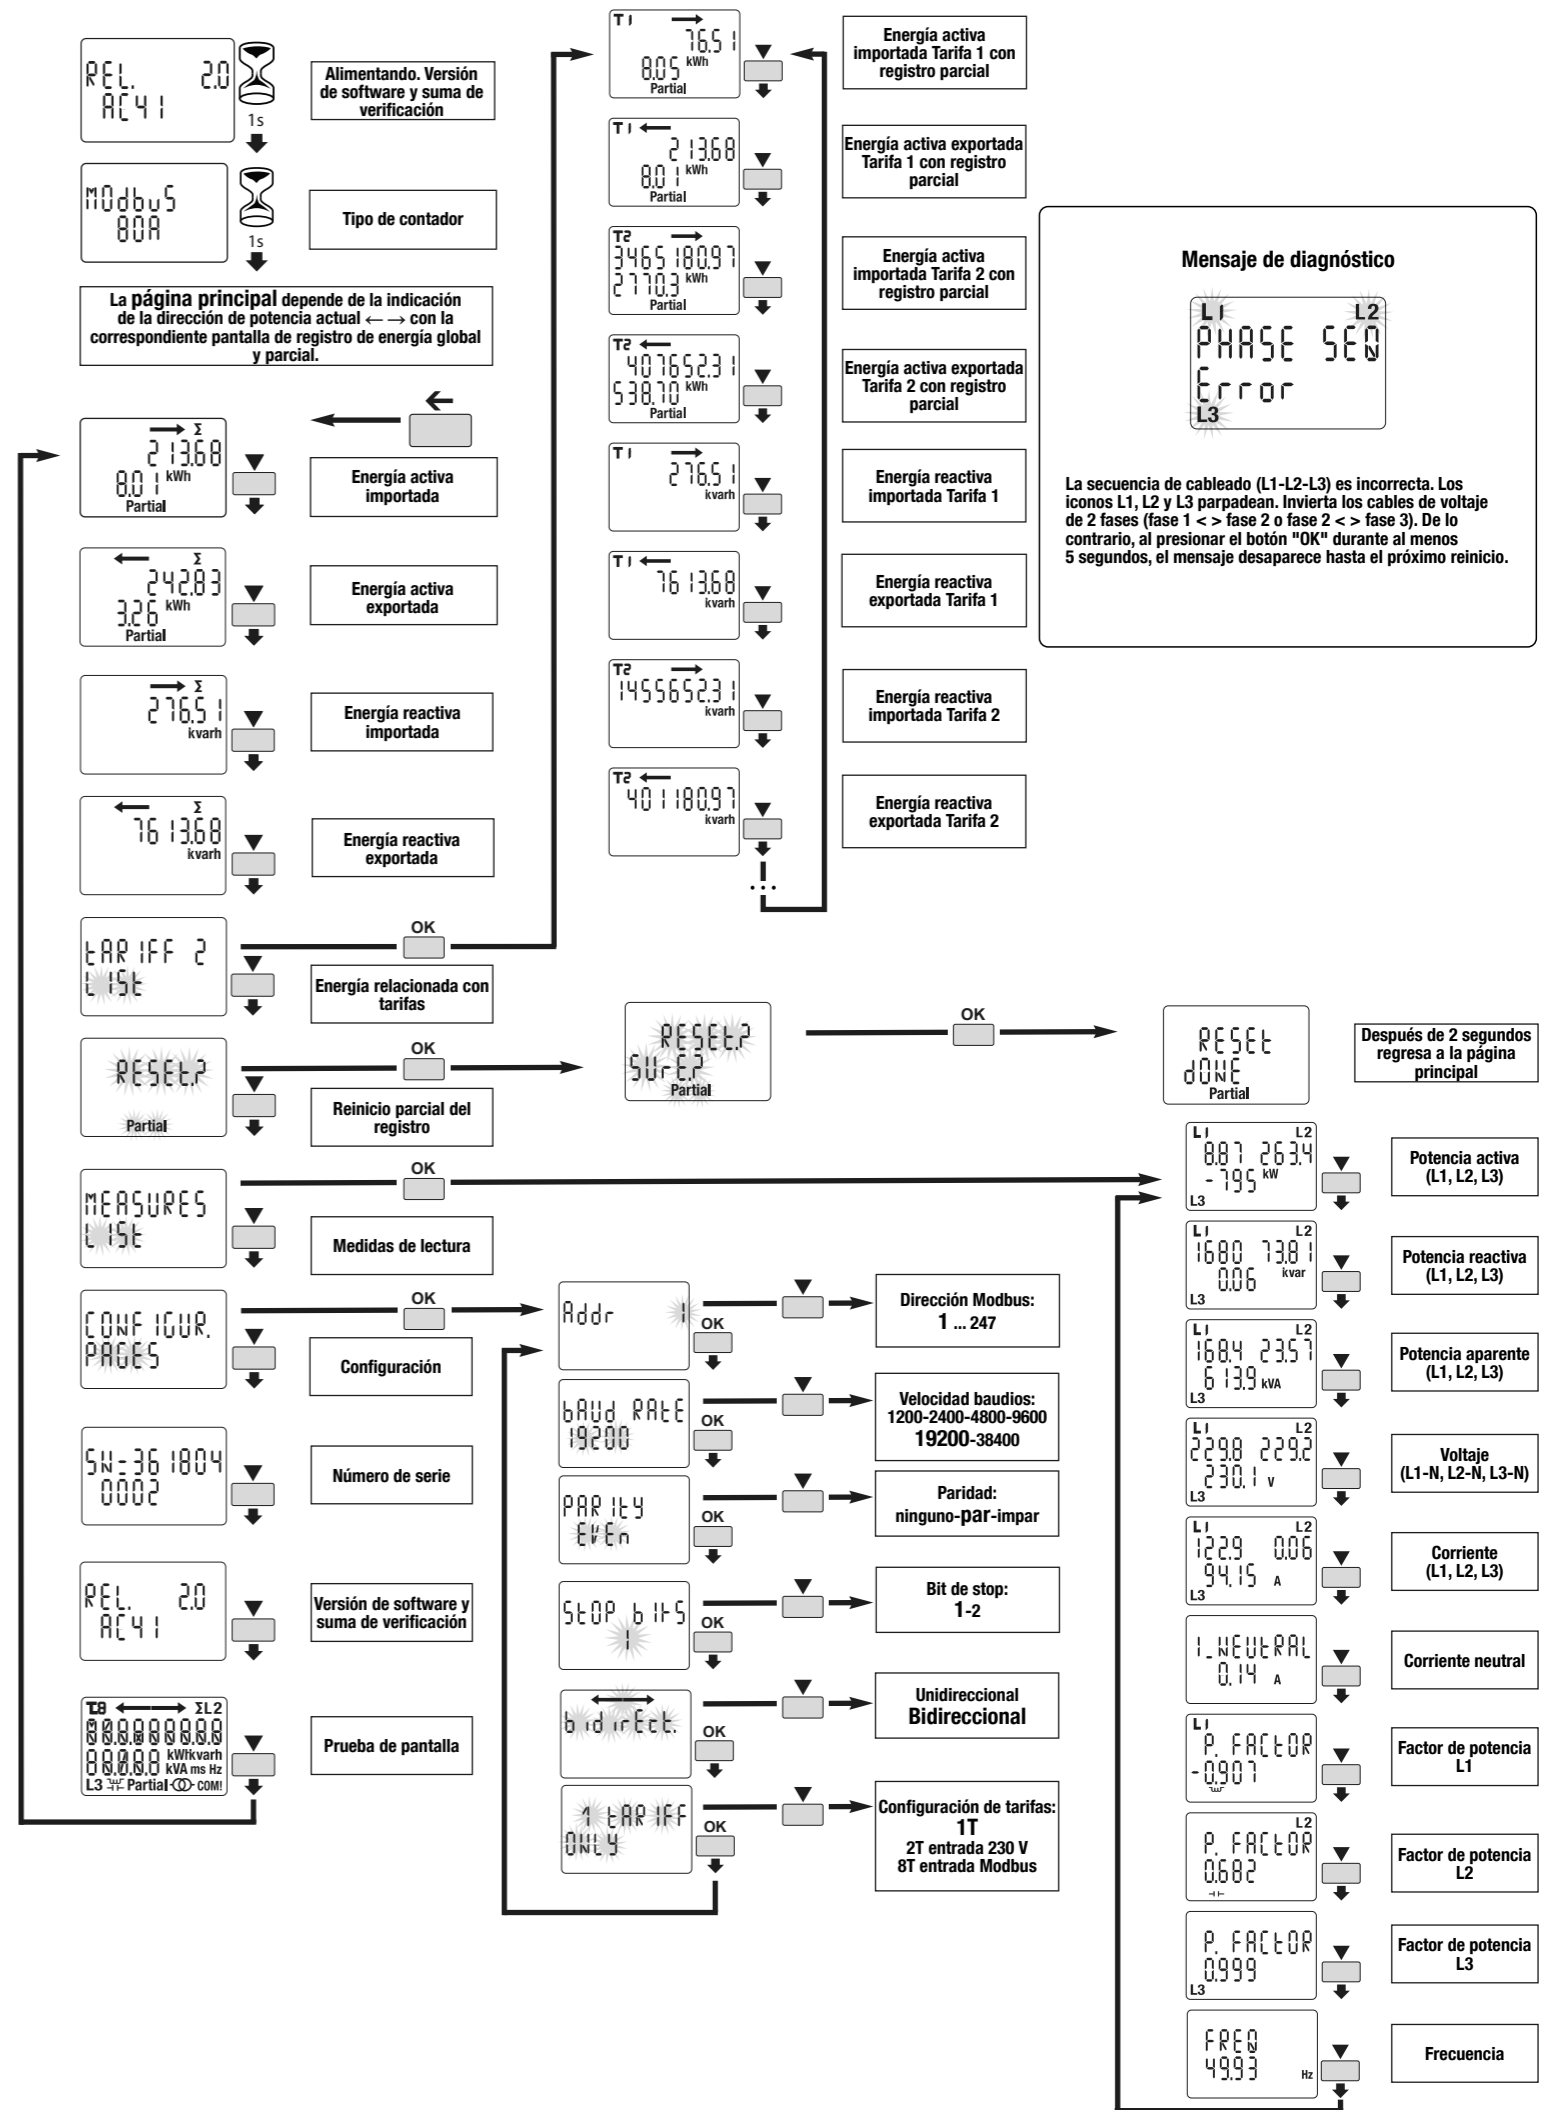 REL. 2.0
AC41
1s
Alimentando. Versión
de software y suma de
verificación
MOdbuS
80A
1s
Tipo de contador
La página principal depende de la indicación
de la dirección de potencia actual ← → con la
correspondiente pantalla de registro de energía global
y parcial.
←
→ Σ
213.68
8.01 kWh
Partial
Energía activa
importada
← Σ
242.83
3.26 kWh
Partial
Energía activa
exportada
→ Σ
276.51
kvarh
Energía reactiva
importada
← Σ
7613.68
kvarh
Energía reactiva
exportada
tARIFF 2
LISt
OK
Energía relacionada con
tarifas
RESEt.?
Partial
OK
Reinicio parcial del
registro
RESEt.?
SUrE.?
Partial
OK
RESEt
dONE
Partial
Después de 2 segundos
regresa a la página
principal
MEASURES
LISt
OK
Medidas de lectura
CONFIGUR.
PAGES
OK
Configuración
SN=361804
0002
Número de serie
REL. 2.0
AC41
Versión de software y
suma de verificación
ΣL2
kWhkvarh
kVA ms Hz
L3 Partial COM!
Prueba de pantalla
T1 →
76.51
8.05 kWh
Partial
Energía activa
importada Tarifa 1 con
registro parcial
T1 ←
213.68
8.01 kWh
Partial
Energía activa exportada
Tarifa 1 con registro
parcial
T2 →
3465180.97
2770.3 kWh
Partial
Energía activa
importada Tarifa 2 con
registro parcial
T2 ←
407652.31
538.70 kWh
Partial
Energía activa exportada
Tarifa 2 con registro
parcial
T1 →
276.51
kvarh
Energía reactiva
importada Tarifa 1
T1 ←
7613.68
kvarh
Energía reactiva
exportada Tarifa 1
T2 →
1455652.31
kvarh
Energía reactiva
importada Tarifa 2
T2 ←
401180.97
kvarh
Energía reactiva
exportada Tarifa 2
...
Mensaje de diagnóstico
L1 L2
PHASE SEQ
Error
L3
La secuencia de cableado (L1-L2-L3) es incorrecta. Los
iconos L1, L2 y L3 parpadean. Invierta los cables de voltaje
de 2 fases (fase 1 < > fase 2 o fase 2 < > fase 3). De lo
contrario, al presionar el botón "OK" durante al menos
5 segundos, el mensaje desaparece hasta el próximo reinicio.
Addr 1
OK
Dirección Modbus:
1 ... 247
bAUd RAtE
19200
OK
Velocidad baudios:
1200-2400-4800-9600
19200-38400
PARItY
EVEn
OK
Paridad:
ninguno-par-impar
StOP bItS
1
OK
Bit de stop:
1-2
bidirEct.
OK
Unidireccional
Bidireccional
1 tARIFF
ONLY
OK
Configuración de tarifas:
1T
2T entrada 230 V
8T entrada Modbus
L1 L2
8.87 263.4
-795 kW
L3
Potencia activa
(L1, L2, L3)
L1 L2
1680 73.81
0.06 kvar
L3
Potencia reactiva
(L1, L2, L3)
L1 L2
168.4 23.57
613.9 kVA
L3
Potencia aparente
(L1, L2, L3)
L1 L2
229.8 229.2
230.1 V
L3
Voltaje
(L1-N, L2-N, L3-N)
L1 L2
122.9 0.06
94.15 A
L3
Corriente
(L1, L2, L3)
I_NEUtRAL
0.14 A
Corriente neutral
L1
P. FACtOR
-0.907
Factor de potencia
L1
L2
P. FACtOR
0.682
Factor de potencia
L2
P. FACtOR
0.999
L3
Factor de potencia
L3
FREQ
49.93
Hz
Frecuencia